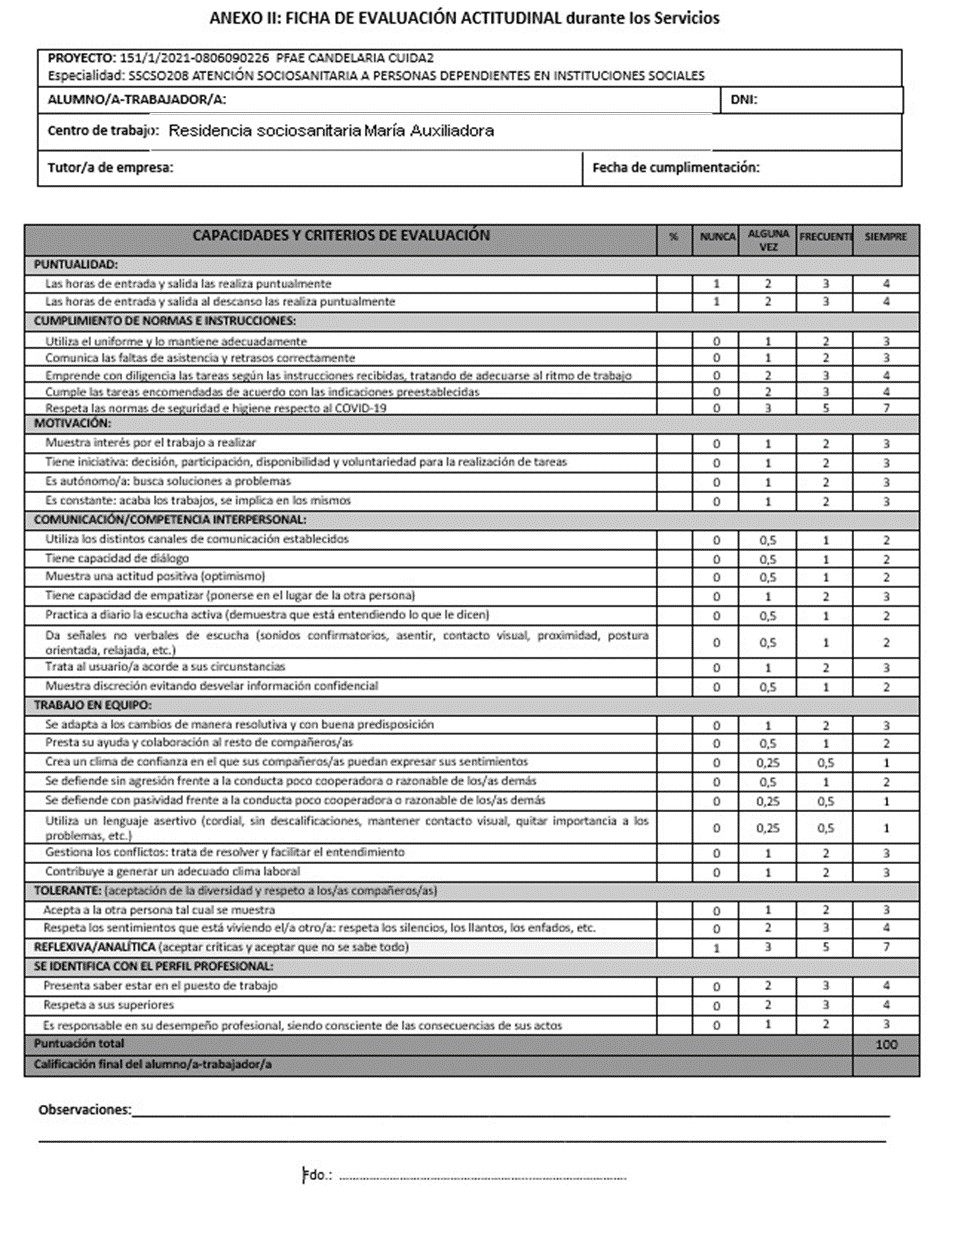 ANEXO II: FICHA DE EVALUACIÓN ACTITUDINAL durante los Servicios
PROYECTO: 151/1/2021-0806090226 PFAE CANDELARIA CUIDA2
Especialidad: SSCSO208 ATENCIÓN SOCIOSANITARIA A PERSONAS DEPENDIENTES EN INSTITUCIONES SOCIALES
ALUMNO/A-TRABAJADOR/A: DNI:
Centro de trabajo: Residencia sociosanitaria María Auxiliadora
Tutor/a de empresa: Fecha de cumplimentación:
CAPACIDADES Y CRITERIOS DE EVALUACIÓN % NUNCA ALGUNA VEZ FRECUENTE SIEMPRE
PUNTUALIDAD:
Las horas de entrada y salida las realiza puntualmente 1 2 3 4
Las horas de entrada y salida al descanso las realiza puntualmente 1 2 3 4
CUMPLIMIENTO DE NORMAS E INSTRUCCIONES:
Utiliza el uniforme y lo mantiene adecuadamente 0 1 2 3
Comunica las faltas de asistencia y retrasos correctamente 0 1 2 3
Emprende con diligencia las tareas según las instrucciones recibidas, tratando de adecuarse al ritmo de trabajo 0 2 3 4
Cumple las tareas encomendadas de acuerdo con las indicaciones preestablecidas 0 2 3 4
Respeta las normas de seguridad e higiene respecto al COVID-19 0 3 5 7
MOTIVACIÓN:
Muestra interés por el trabajo a realizar 0 1 2 3
Tiene iniciativa: decisión, participación, disponibilidad y voluntariedad para la realización de tareas 0 1 2 3
Es autónomo/a: busca soluciones a problemas 0 1 2 3
Es constante: acaba los trabajos, se implica en los mismos 0 1 2 3
COMUNICACIÓN/COMPETENCIA INTERPERSONAL:
Utiliza los distintos canales de comunicación establecidos 0 0,5 1 2
Tiene capacidad de diálogo 0 0,5 1 2
Muestra una actitud positiva (optimismo) 0 0,5 1 2
Tiene capacidad de empatizar (ponerse en el lugar de la otra persona) 0 1 2 3
Practica a diario la escucha activa (demuestra que está entendiendo lo que le dicen) 0 0,5 1 2
Da señales no verbales de escucha (sonidos confirmatorios, asentir, contacto visual, proximidad, postura
orientada, relajada, etc.) 0 0,5 1 2
Trata al usuario/a acorde a sus circunstancias 0 1 2 3
Muestra discreción evitando desvelar información confidencial 0 0,5 1 2
TRABAJO EN EQUIPO:
Se adapta a los cambios de manera resolutiva y con buena predisposición 0 1 2 3
Presta su ayuda y colaboración al resto de compañeros/as 0 0,5 1 2
Crea un clima de confianza en el que sus compañeros/as puedan expresar sus sentimientos 0 0,25 0,5 1
Se defiende sin agresión frente a la conducta poco cooperadora o razonable de los/as demás 0 0,5 1 2
Se defiende con pasividad frente a la conducta poco cooperadora o razonable de los/as demás 0 0,25 0,5 1
Utiliza un lenguaje asertivo (cordial, sin descalificaciones, mantener contacto visual, quitar importancia a los
problemas, etc.) 0 0,25 0,5 1
Gestiona los conflictos: trata de resolver y facilitar el entendimiento 0 1 2 3
Contribuye a generar un adecuado clima laboral 0 1 2 3
TOLERANTE: (aceptación de la diversidad y respeto a los/as compañeros/as)
Acepta a la otra persona tal cual se muestra 0 1 2 3
Respeta los sentimientos que está viviendo el/a otro/a: respeta los silencios, los llantos, los enfados, etc. 0 2 3 4
REFLEXIVA/ANALÍTICA (aceptar críticas y aceptar que no se sabe todo) 1 3 5 7
SE IDENTIFICA CON EL PERFIL PROFESIONAL:
Presenta saber estar en el puesto de trabajo 0 2 3 4
Respeta a sus superiores 0 2 3 4
Es responsable en su desempeño profesional, siendo consciente de las consecuencias de sus actos 0 1 2 3
Puntuación total 100
Calificación final del alumno/a-trabajador/a
Observaciones:
Fdo.: ................................................................